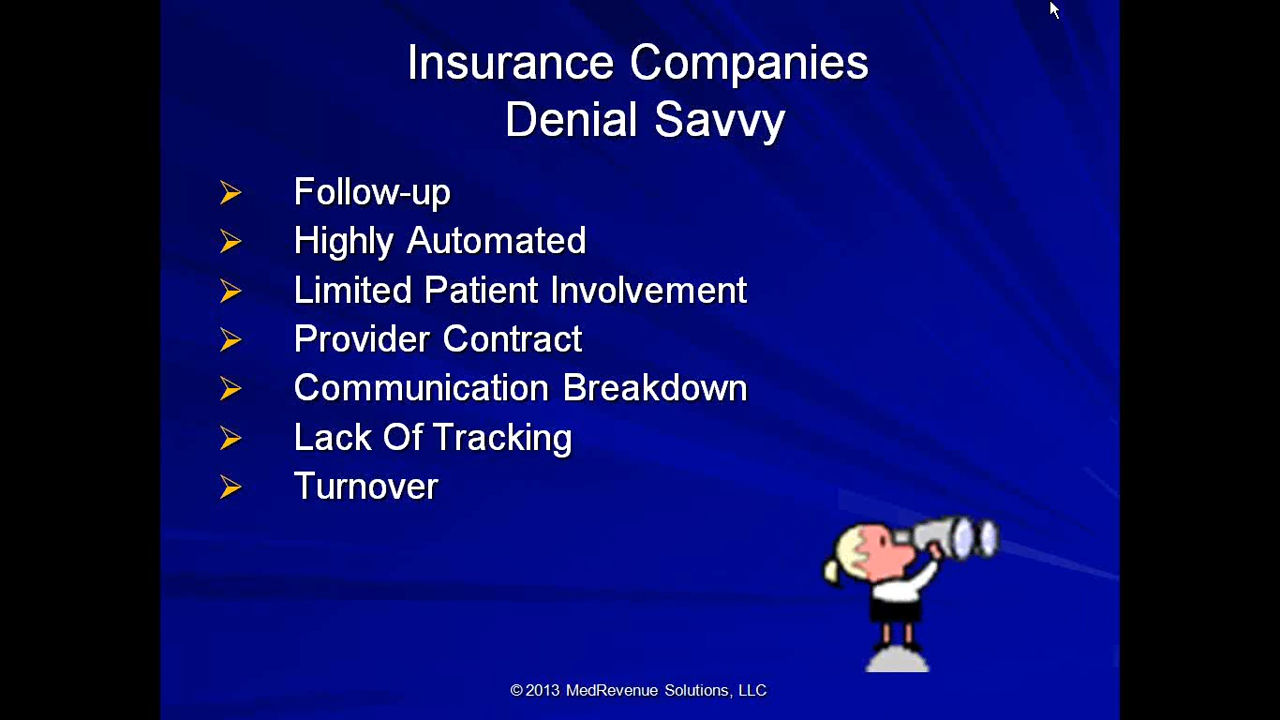 Insurance Companies
Denial Savvy
Follow-up
Highly Automated
Limited Patient Involvement
Provider Contract
Communication Breakdown
Lack Of Tracking
Turnover
© 2013 MedRevenue Solutions, LLC